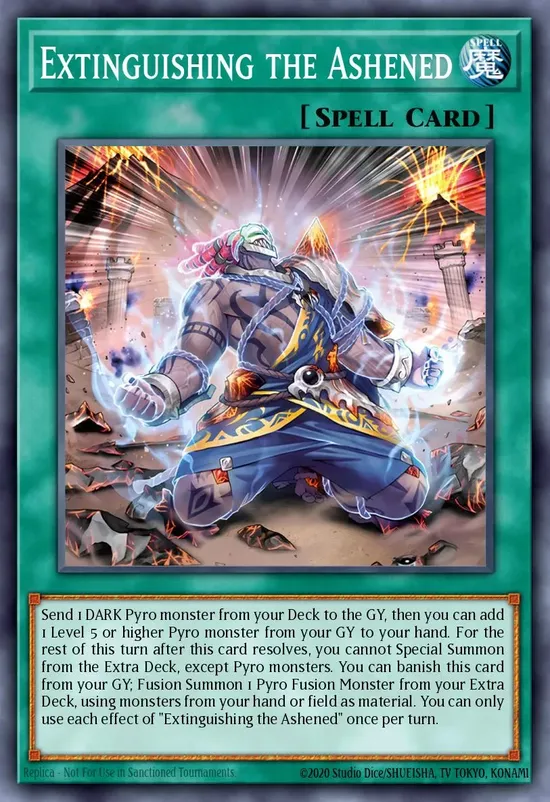 EXTINGUISHING THE ASHENED
SPELL
魔
[SPELL CARD]
Send 1 DARK Pyro monster from your Deck to the GY, then you can add
1 Level 5 or higher Pyro monster from your GY to your hand. For the
rest of this turn after this card resolves, you cannot Special Summon
from the Extra Deck, except Pyro monsters. You can banish this card
from your GY; Fusion Summon 1 Pyro Fusion Monster from your Extra
Deck, using monsters from your hand or field as material. You can only
use each effect of "Extinguishing the Ashened" once per turn.
Replica - Not For Use in Sanctioned Tournaments
©2020 Studio Dice/SHUEISHA, TV TOKYO, KONAMI